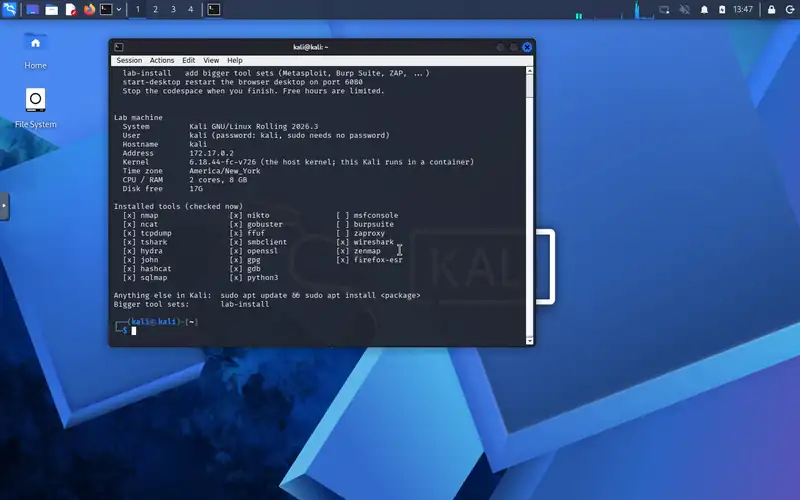 1 2 3 4
13:47
kali@kali: ~
Session Actions Edit View Help
lab-install add bigger tool sets (Metasploit, Burp Suite, ZAP, ...)
start-desktop restart the browser desktop on port 6080
Stop the codespace when you finish. Free hours are limited.
Lab machine
System Kali GNU/Linux Rolling 2026.3
User kali (password: kali, sudo needs no password)
Hostname kali
Address 172.17.0.2
Kernel 6.18.44-fc-v726 (the host kernel; this Kali runs in a container)
Time zone America/New_York
CPU / RAM 2 cores, 8 GB
Disk free 17G
Installed tools (checked now)
[x] nmap [x] nikto [ ] msfconsole
[x] ncat [x] gobuster [ ] burpsuite
[x] tcpdump [x] ffuf [ ] zaproxy
[x] tshark [x] smbclient [x] wireshark
[x] hydra [x] openssl [x] zenmap
[x] john [x] gpg [x] firefox-esr
[x] hashcat [x] gdb
[x] sqlmap [x] python3
Anything else in Kali: sudo apt update && sudo apt install <package>
Bigger tool sets: lab-install
┌──(kali㉿kali)-[~]
└─$
Home
File System
KALI